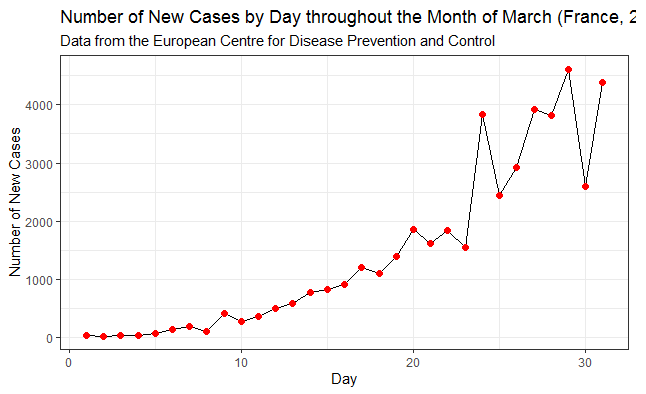 Number of New Cases by Day throughout the Month of March (France, 2
Data from the European Centre for Disease Prevention and Control
Number of New Cases
4000
3000
2000
1000
0
0 10 20 30
Day